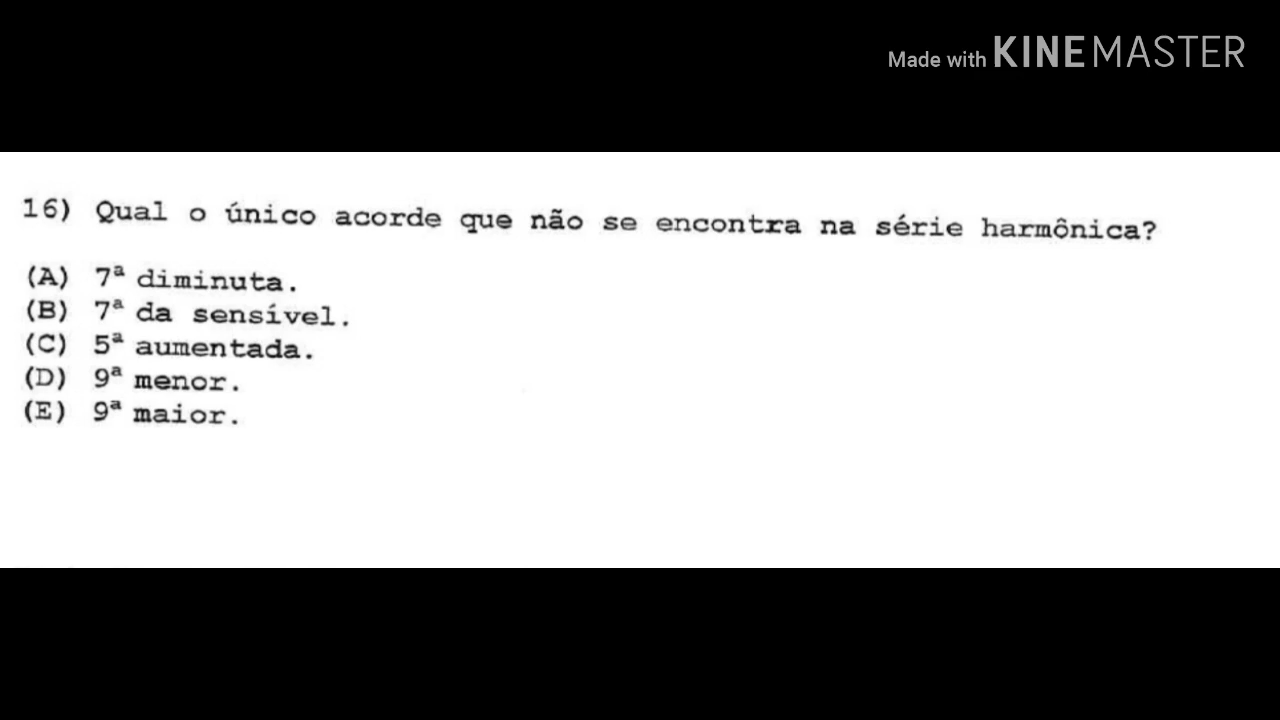 Made with KINEMASTER
16) Qual o único acorde que não se encontra na série harmônica?
(A) 7ª diminuta.
(B) 7ª da sensível.
(C) 5ª aumentada.
(D) 9ª menor.
(E) 9ª maior.